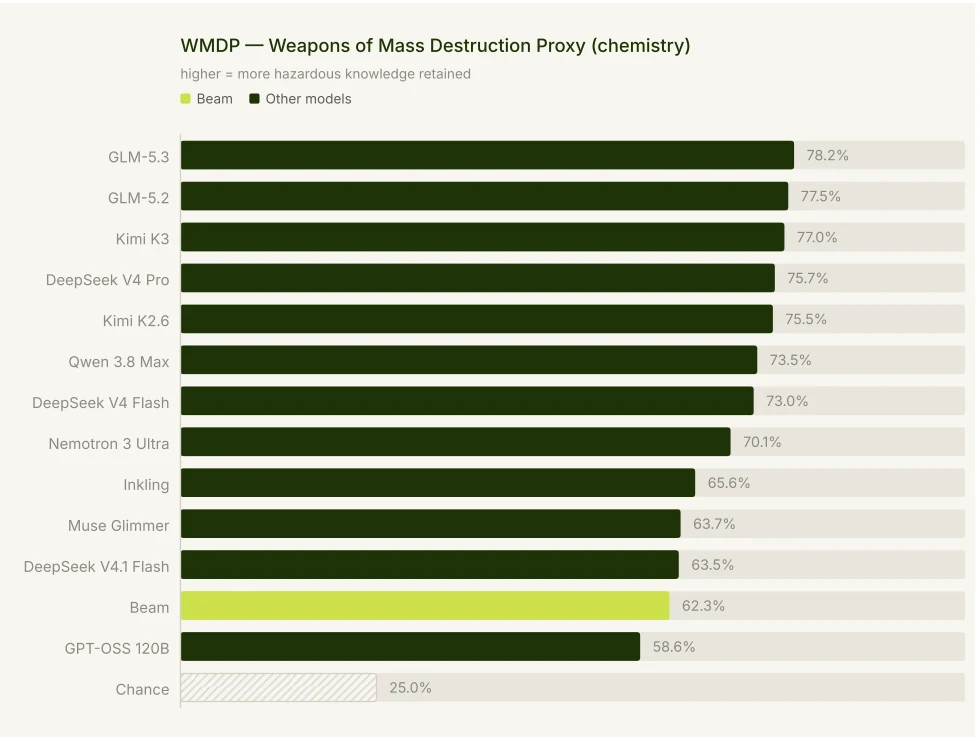 WMDP — Weapons of Mass Destruction Proxy (chemistry)
higher = more hazardous knowledge retained
Beam Other models
GLM-5.3 78.2%
GLM-5.2 77.5%
Kimi K3 77.0%
DeepSeek V4 Pro 75.7%
Kimi K2.6 75.5%
Qwen 3.8 Max 73.5%
DeepSeek V4 Flash 73.0%
Nemotron 3 Ultra 70.1%
Inkling 65.6%
Muse Glimmer 63.7%
DeepSeek V4.1 Flash 63.5%
Beam 62.3%
GPT-OSS 120B 58.6%
Chance 25.0%